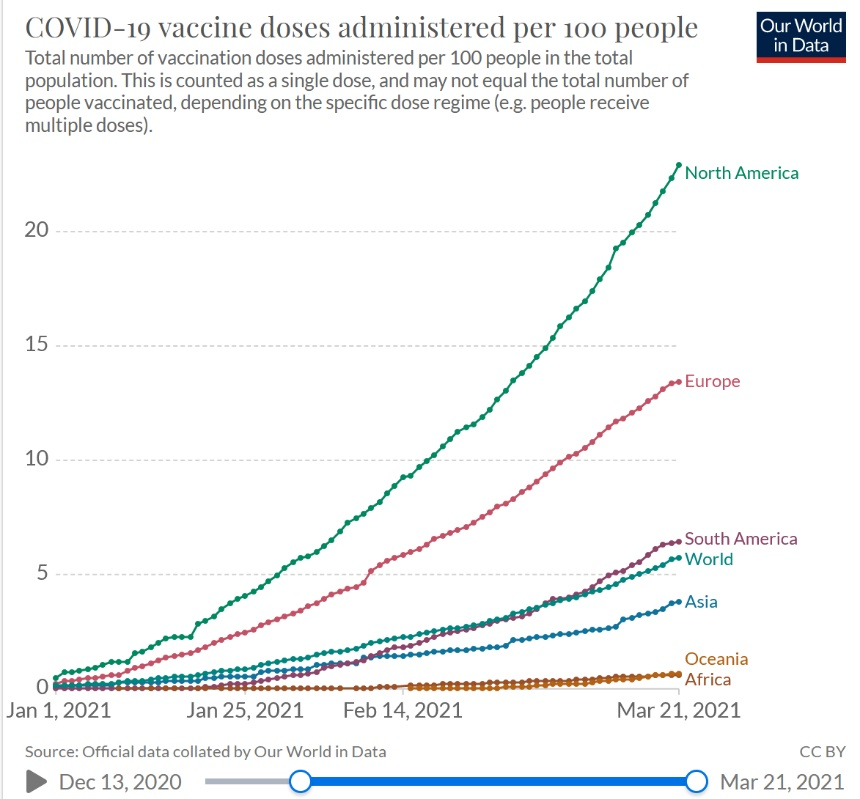 COVID-19 vaccine doses administered per 100 people
Our World
in Data
Total number of vaccination doses administered per 100 people in the total
population. This is counted as a single dose, and may not equal the total number of
people vaccinated, depending on the specific dose regime (e.g. people receive
multiple doses).
North America
20
15
Europe
10
South America
World
5
Asia
Oceania
0
Africa
Jan 1, 2021
Jan 25, 2021
Feb 14, 2021
Mar 21, 2021
Source: Official data collated by Our World in Data
CC BY
Dec 13, 2020
Mar 21, 2021